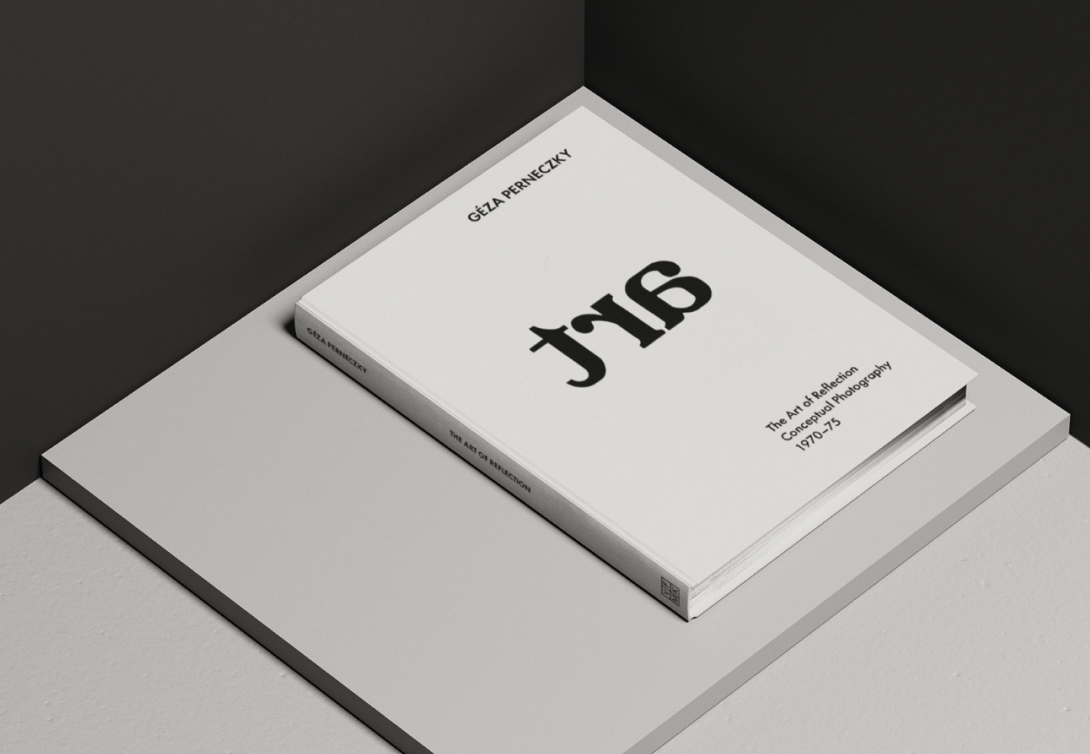 GÉZA PERNECZKY
art
The Art of Reflection
Conceptual Photography
1970–75
GÉZA PERNECZKY
THE ART OF REFLECTION